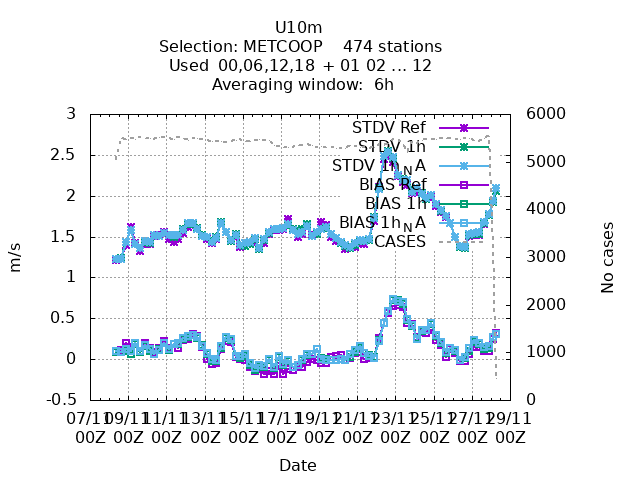 U10m
Selection: METCOOP    474 stations
Used  00,06,12,18 + 01 02 ... 12
Averaging window:  6h
m/s
3
2.5
2
1.5
1
0.5
0
-0.5
STDV Ref
STDV 1h
STDV 1h_NA
BIAS Ref
BIAS 1h
BIAS 1h_NA
CASES
6000
5000
4000
3000
2000
1000
0
No cases
07/11 09/11 11/11 13/11 15/11 17/11 19/11 21/11 23/11 25/11 27/11 29/11
00Z 00Z 00Z 00Z 00Z 00Z 00Z 00Z 00Z 00Z 00Z 00Z
Date